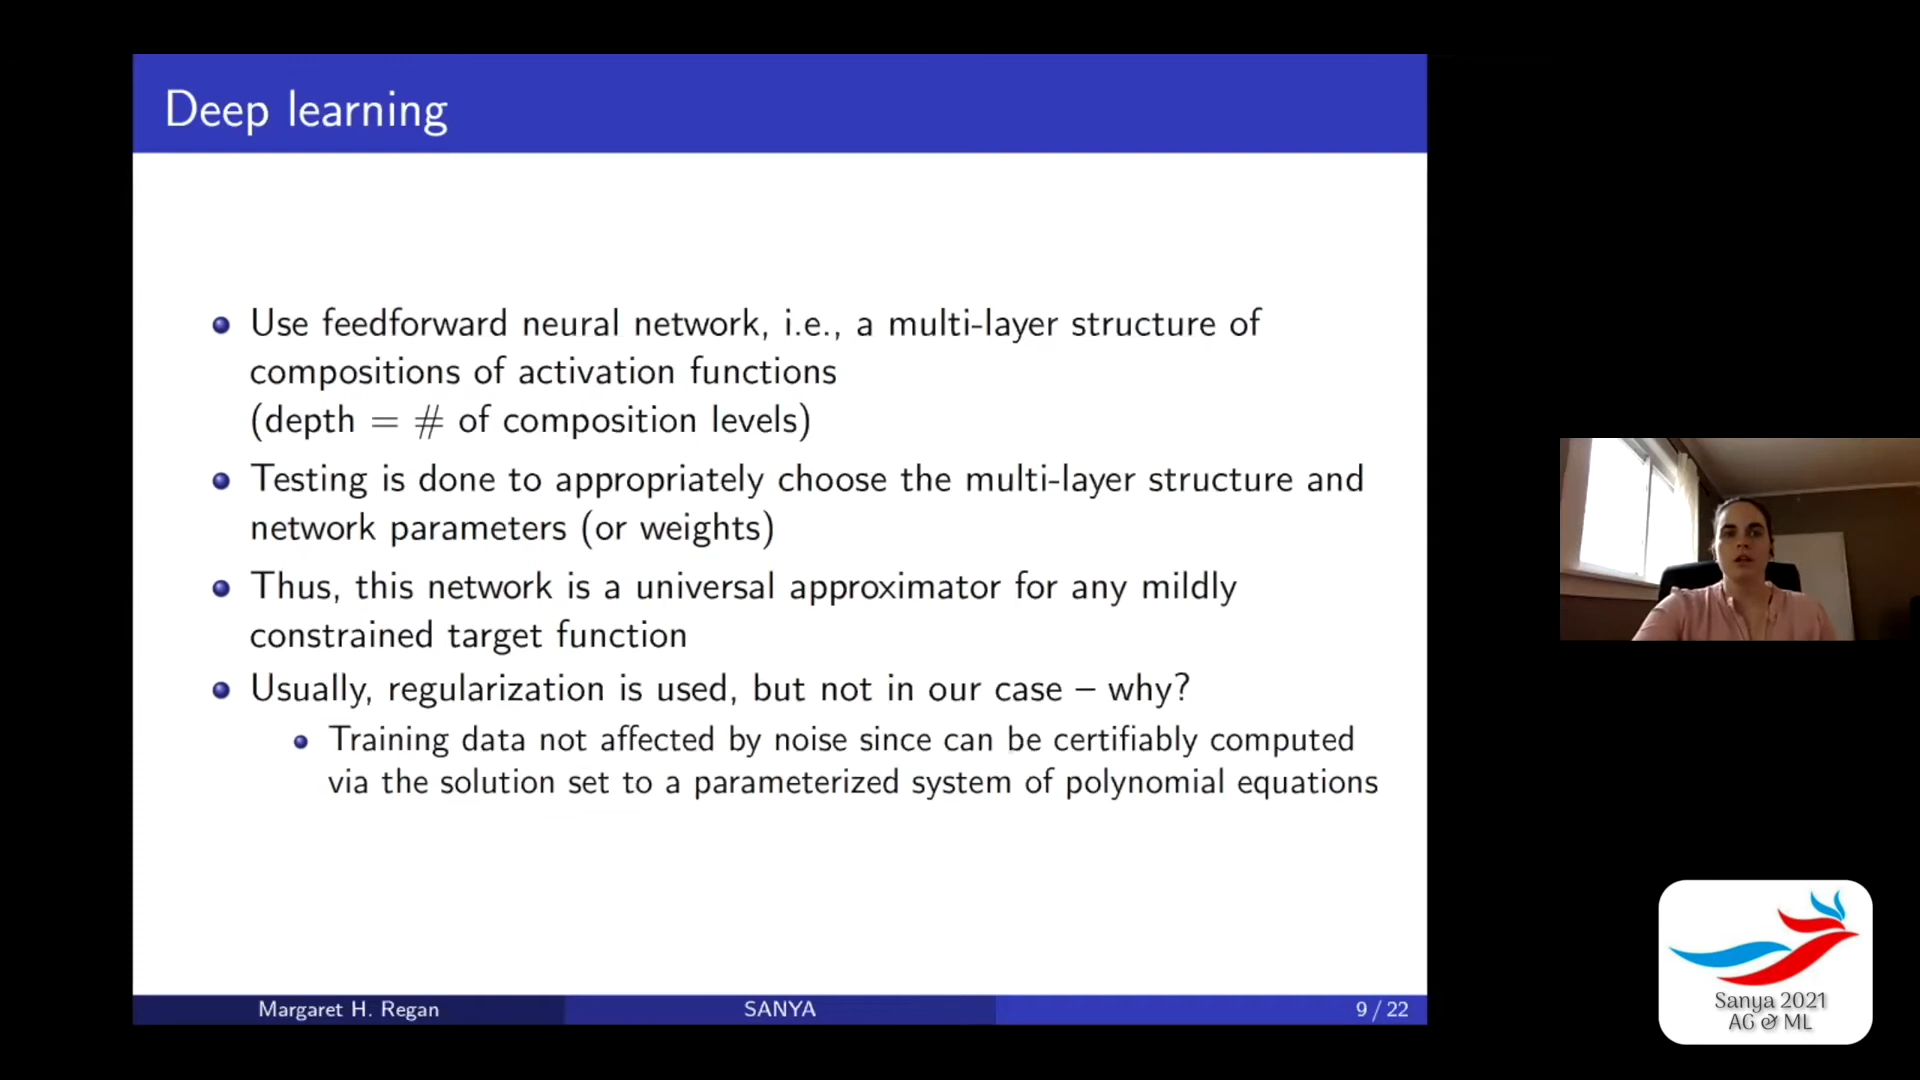 Deep learning
Use feedforward neural network, i.e., a multi-layer structure of
compositions of activation functions
(depth = # of composition levels)
Testing is done to appropriately choose the multi-layer structure and
network parameters (or weights)
Thus, this network is a universal approximator for any mildly
constrained target function
Usually, regularization is used, but not in our case – why?
Training data not affected by noise since can be certifiably computed
via the solution set to a parameterized system of polynomial equations
Margaret H. Regan
SANYA
9 / 22
Sanya 2021
AG & ML